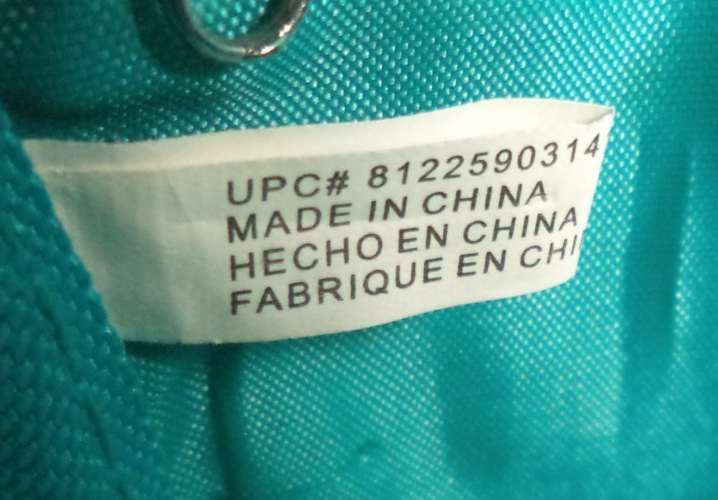 UPC# 8122590314
MADE IN CHINA
HECHO EN CHINA
FABRIQUE EN CHI